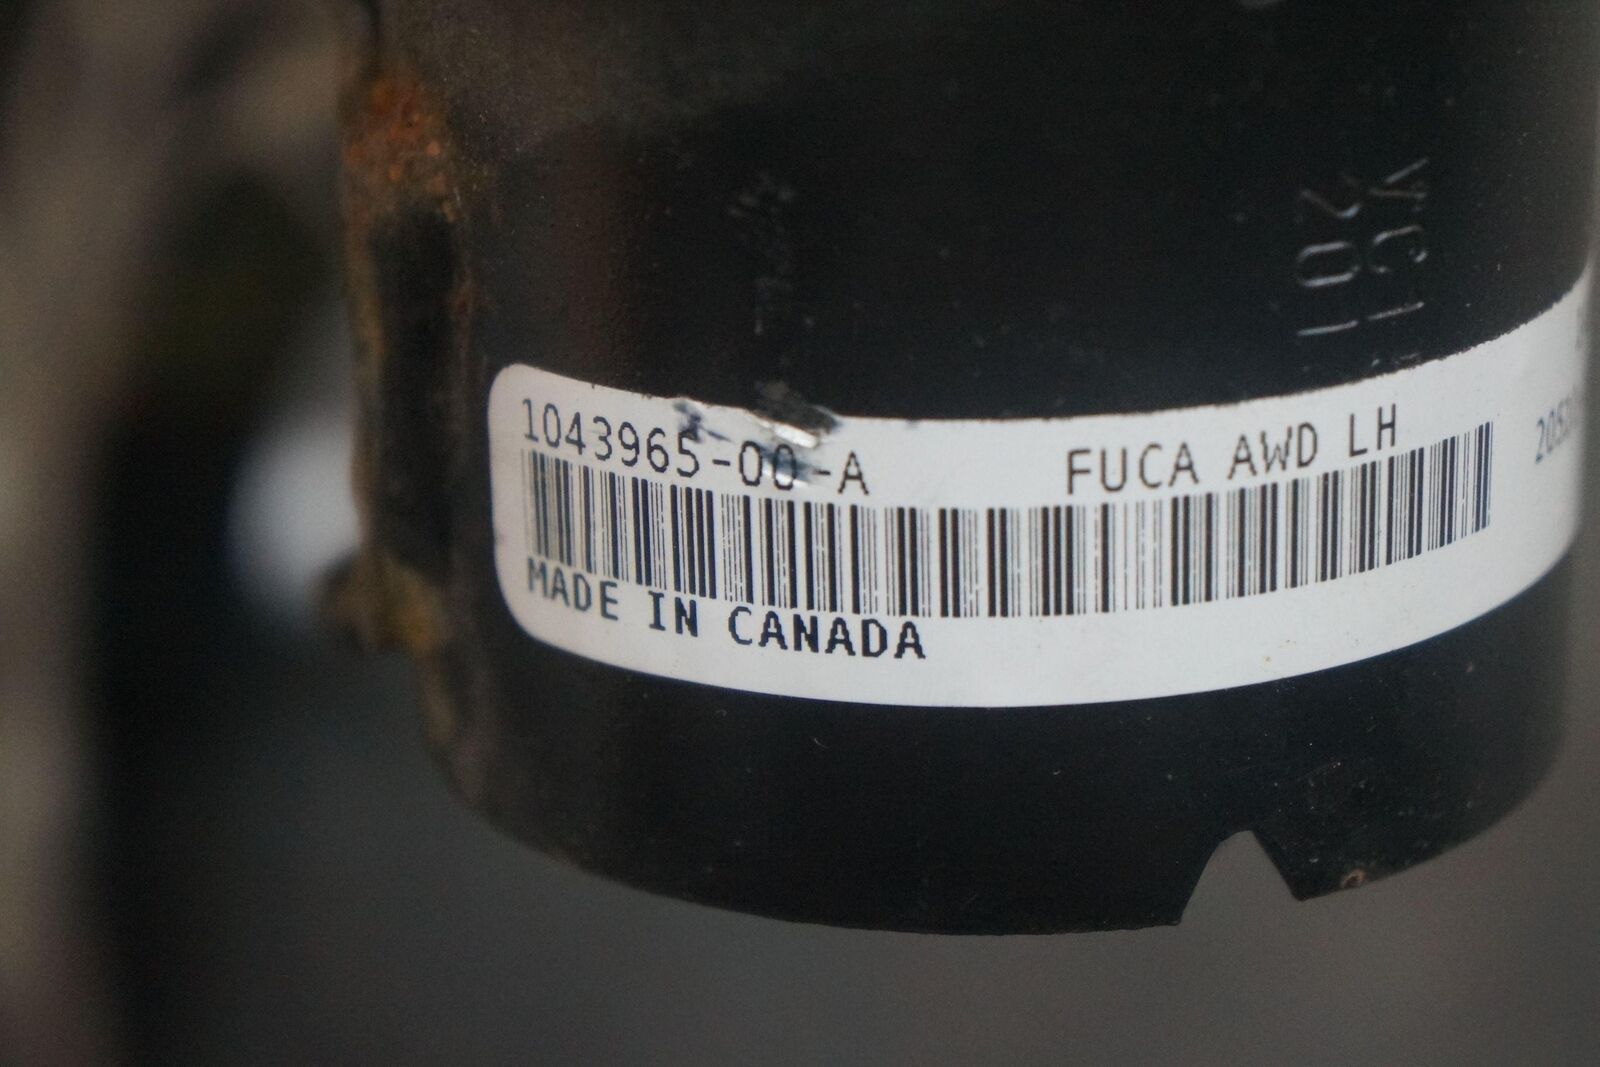 1043965-00-A FUCA AWD LH
MADE IN CANADA